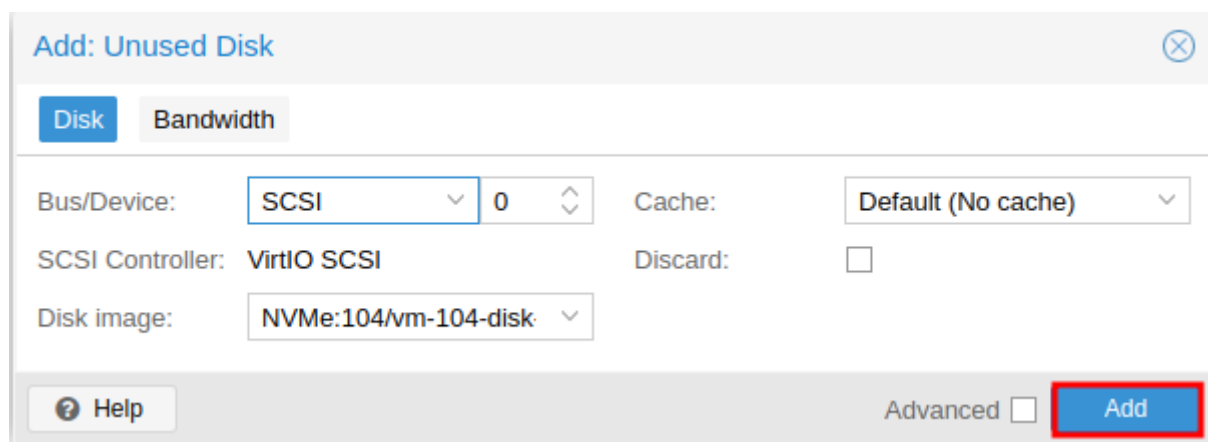 Add: Unused Disk
Disk Bandwidth
Bus/Device: SCSI 0 Cache: Default (No cache)
SCSI Controller: VirtIO SCSI Discard:
Disk image: NVMe:104/vm-104-disk-
Help Advanced Add